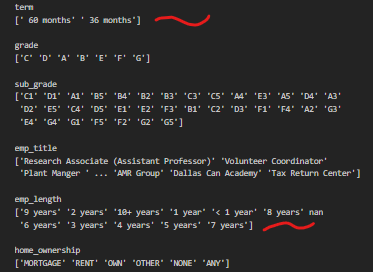 term
[' 60 months' ' 36 months']
grade
['C' 'D' 'A' 'B' 'E' 'F' 'G']
sub_grade
['C1' 'D1' 'A1' 'B5' 'B4' 'B2' 'B3' 'C3' 'C5' 'A4' 'E3' 'A5' 'D4' 'A3'
'D2' 'E5' 'C4' 'D5' 'E1' 'E2' 'F3' 'B1' 'C2' 'D3' 'F1' 'F4' 'A2' 'G3'
'E4' 'G4' 'G1' 'F5' 'F2' 'G2' 'G5']
emp_title
['Research Associate (Assistant Professor)' 'Volunteer Coordinator'
'Plant Manger ' ... 'AMR Group' 'Dallas Can Academy' 'Tax Return Center']
emp_length
['9 years' '2 years' '10+ years' '1 year' '< 1 year' '8 years' nan
'6 years' '3 years' '4 years' '5 years' '7 years']
home_ownership
['MORTGAGE' 'RENT' 'OWN' 'OTHER' 'NONE' 'ANY']